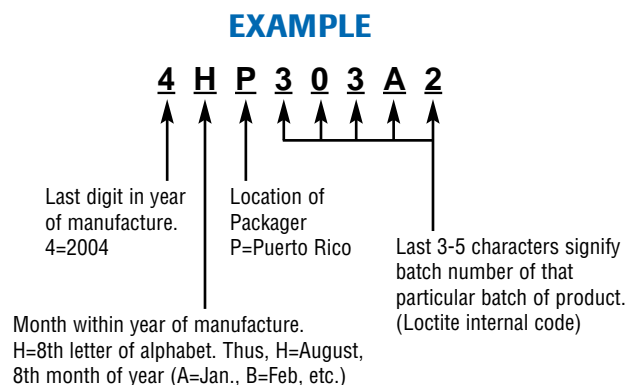 EXAMPLE
4 H P 3 0 3 A 2
Last digit in year
of manufacture.
4=2004
Location of
Packager
P=Puerto Rico
Last 3-5 characters signify
batch number of that
particular batch of product.
(Loctite internal code)
Month within year of manufacture.
H=8th letter of alphabet. Thus, H=August,
8th month of year (A=Jan., B=Feb, etc.)